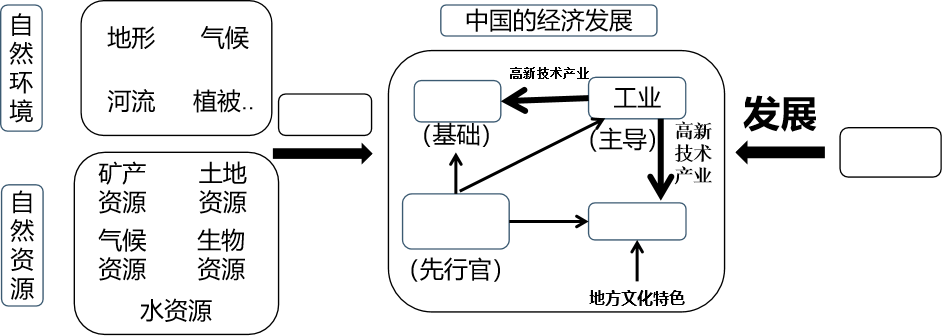 自然环境
地形 气候
河流 植被..
自然资源
矿产资源 土地资源
气候资源 生物资源
水资源
中国的经济发展
高新技术产业
工业
(基础)
(主导)
高新技术产业
(先行官)
地方文化特色
发展